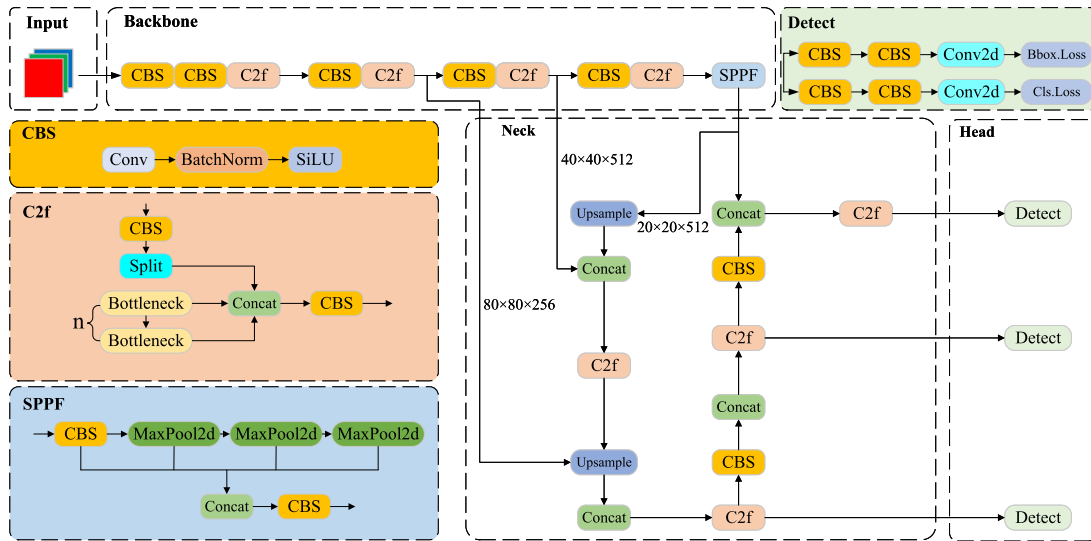 Input
Backbone
CBS CBS C2f CBS C2f CBS C2f CBS C2f SPPF
Detect
CBS CBS Conv2d Bbox.Loss
CBS CBS Conv2d Cls.Loss
CBS
Conv BatchNorm SiLU
C2f
CBS
Split
Bottleneck Concat CBS
n
Bottleneck
SPPF
CBS MaxPool2d MaxPool2d MaxPool2d
Concat CBS
Neck
40×40×512
Upsample 20×20×512 Concat C2f
Concat CBS
80×80×256
C2f C2f
Concat
Upsample CBS
Concat C2f
Head
Detect
Detect
Detect